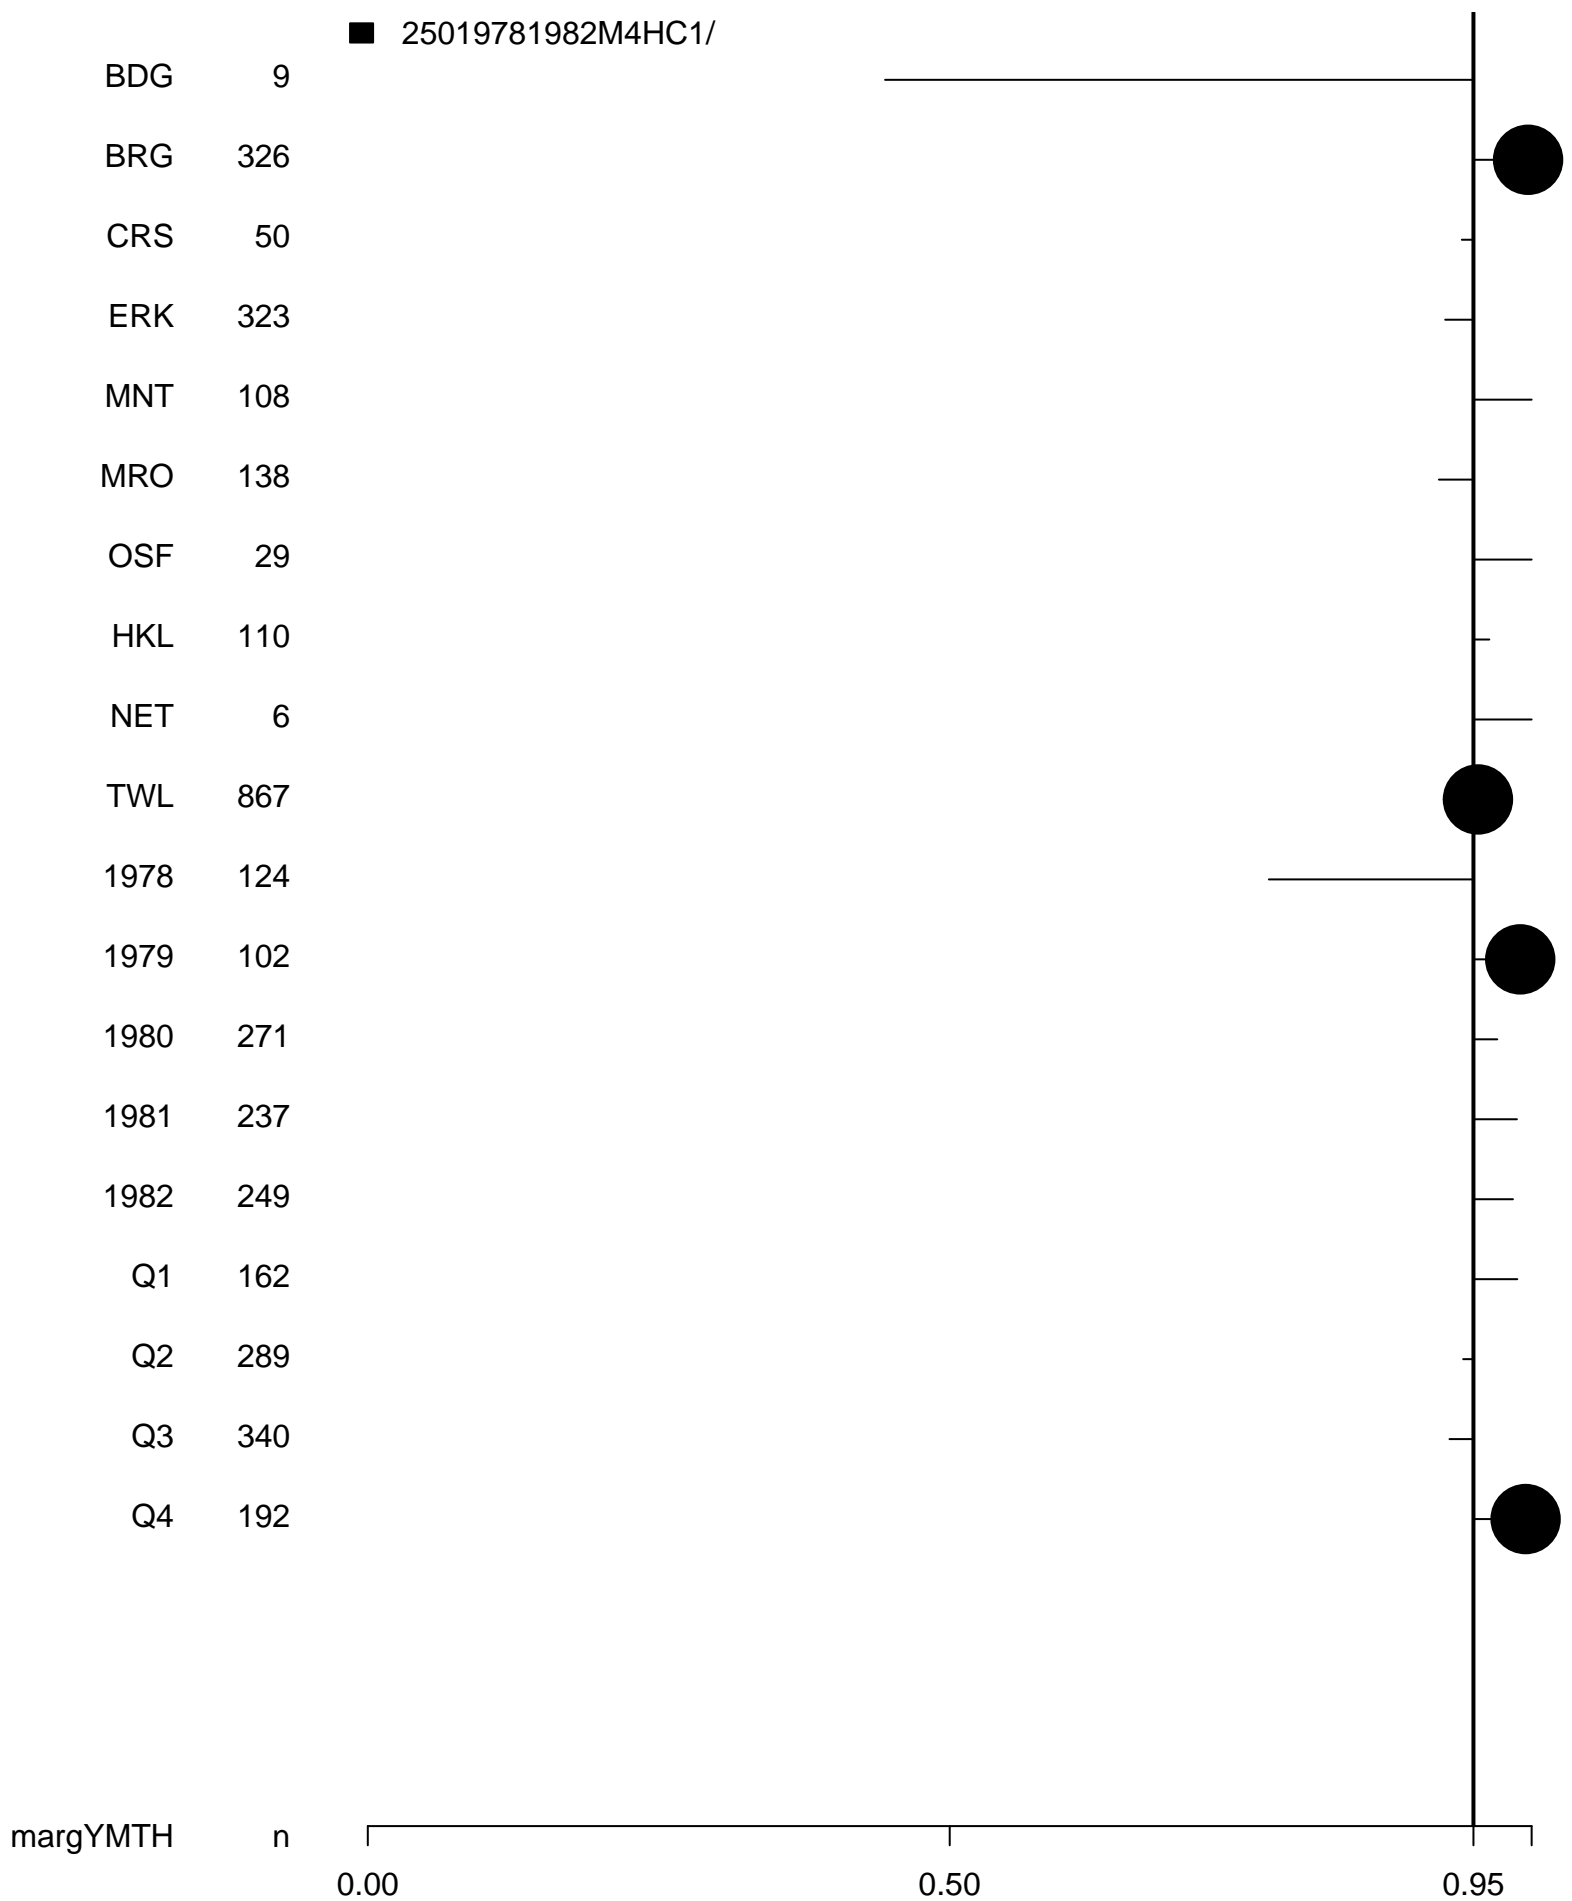 25019781982M4HC1/
BDG 9
BRG 326
CRS 50
ERK 323
MNT 108
MRO 138
OSF 29
HKL 110
NET 6
TWL 867
1978 124
1979 102
1980 271
1981 237
1982 249
Q1 162
Q2 289
Q3 340
Q4 192
margYMTH n
0.00 0.50 0.95